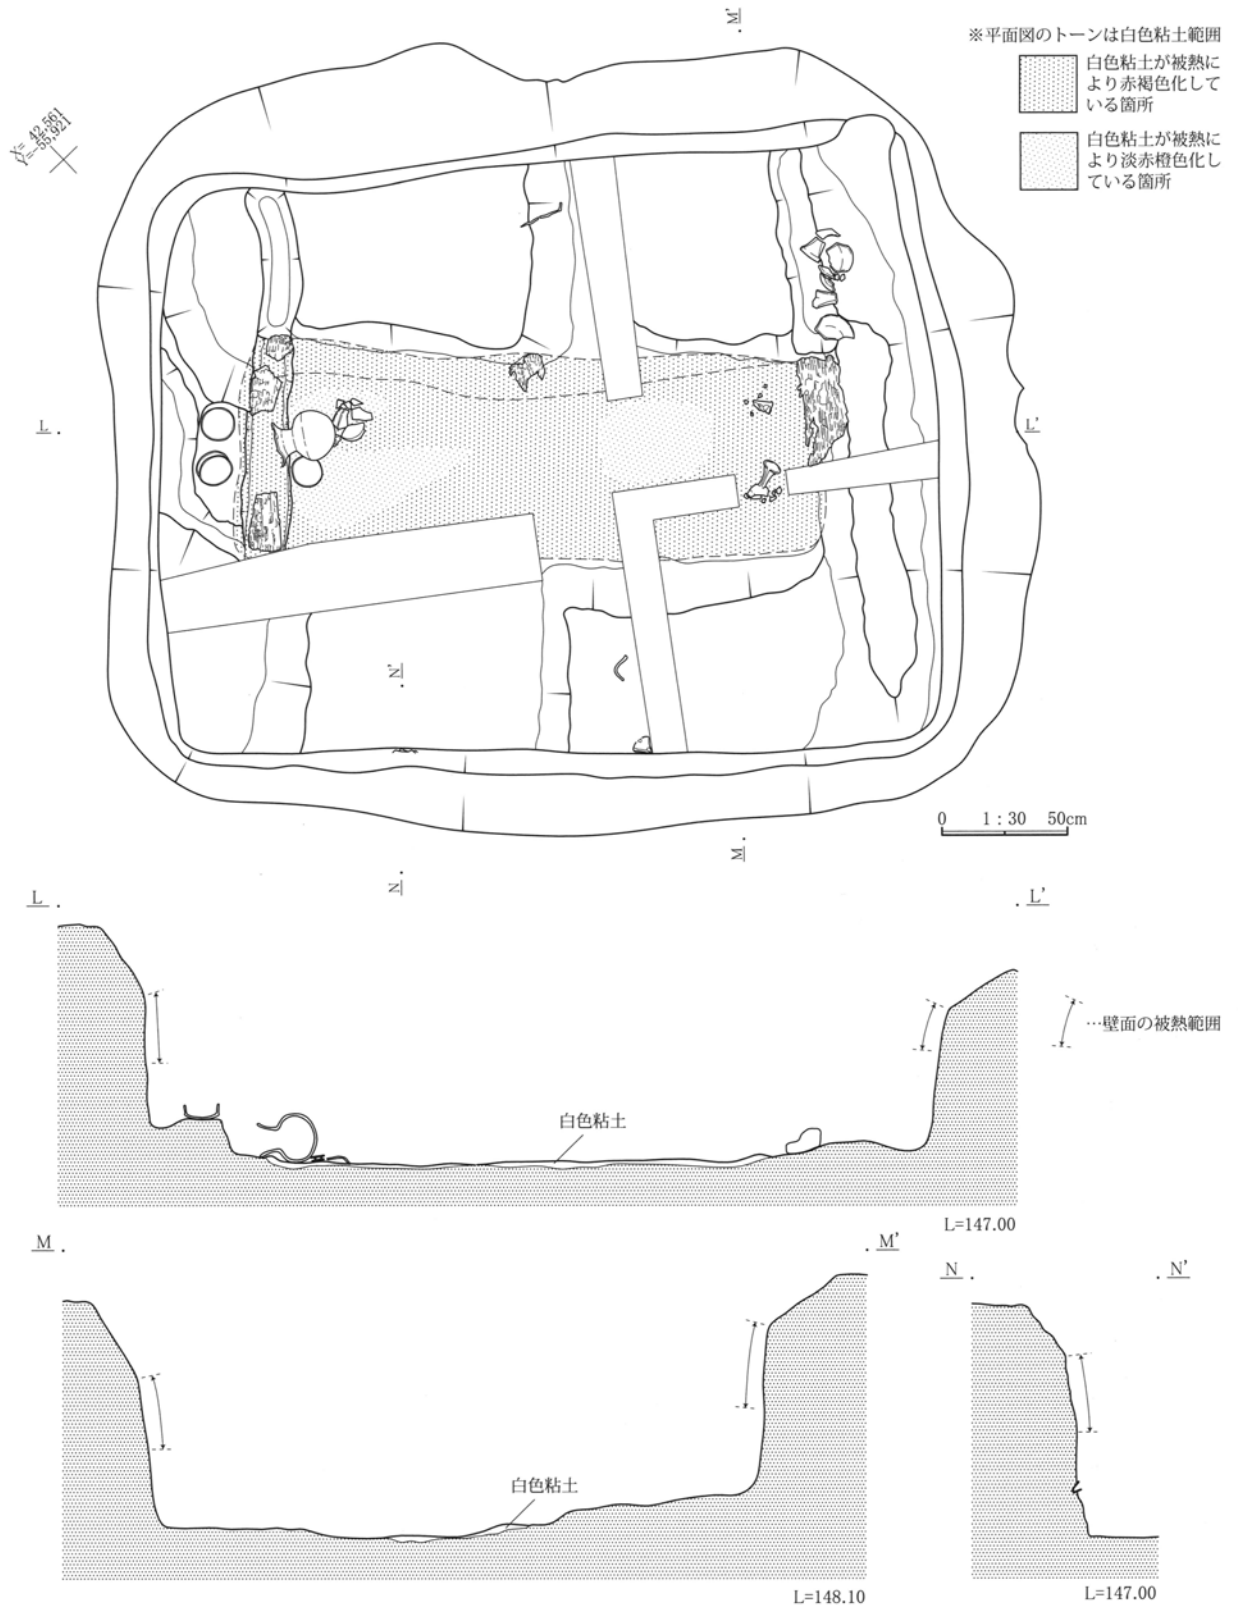 M'
※平面図のトーンは白色粘土範囲
白色粘土が被熱に
より赤褐色化して
いる箇所
白色粘土が被熱に
より淡赤橙色化し
ている箇所
X= 42,561
Y=-55,921
L
L'
N'
0 1:30 50cm
M
N
L
L'
…壁面の被熱範囲
白色粘土
L=147.00
M
M'
N
N'
白色粘土
L=148.10
L=147.00